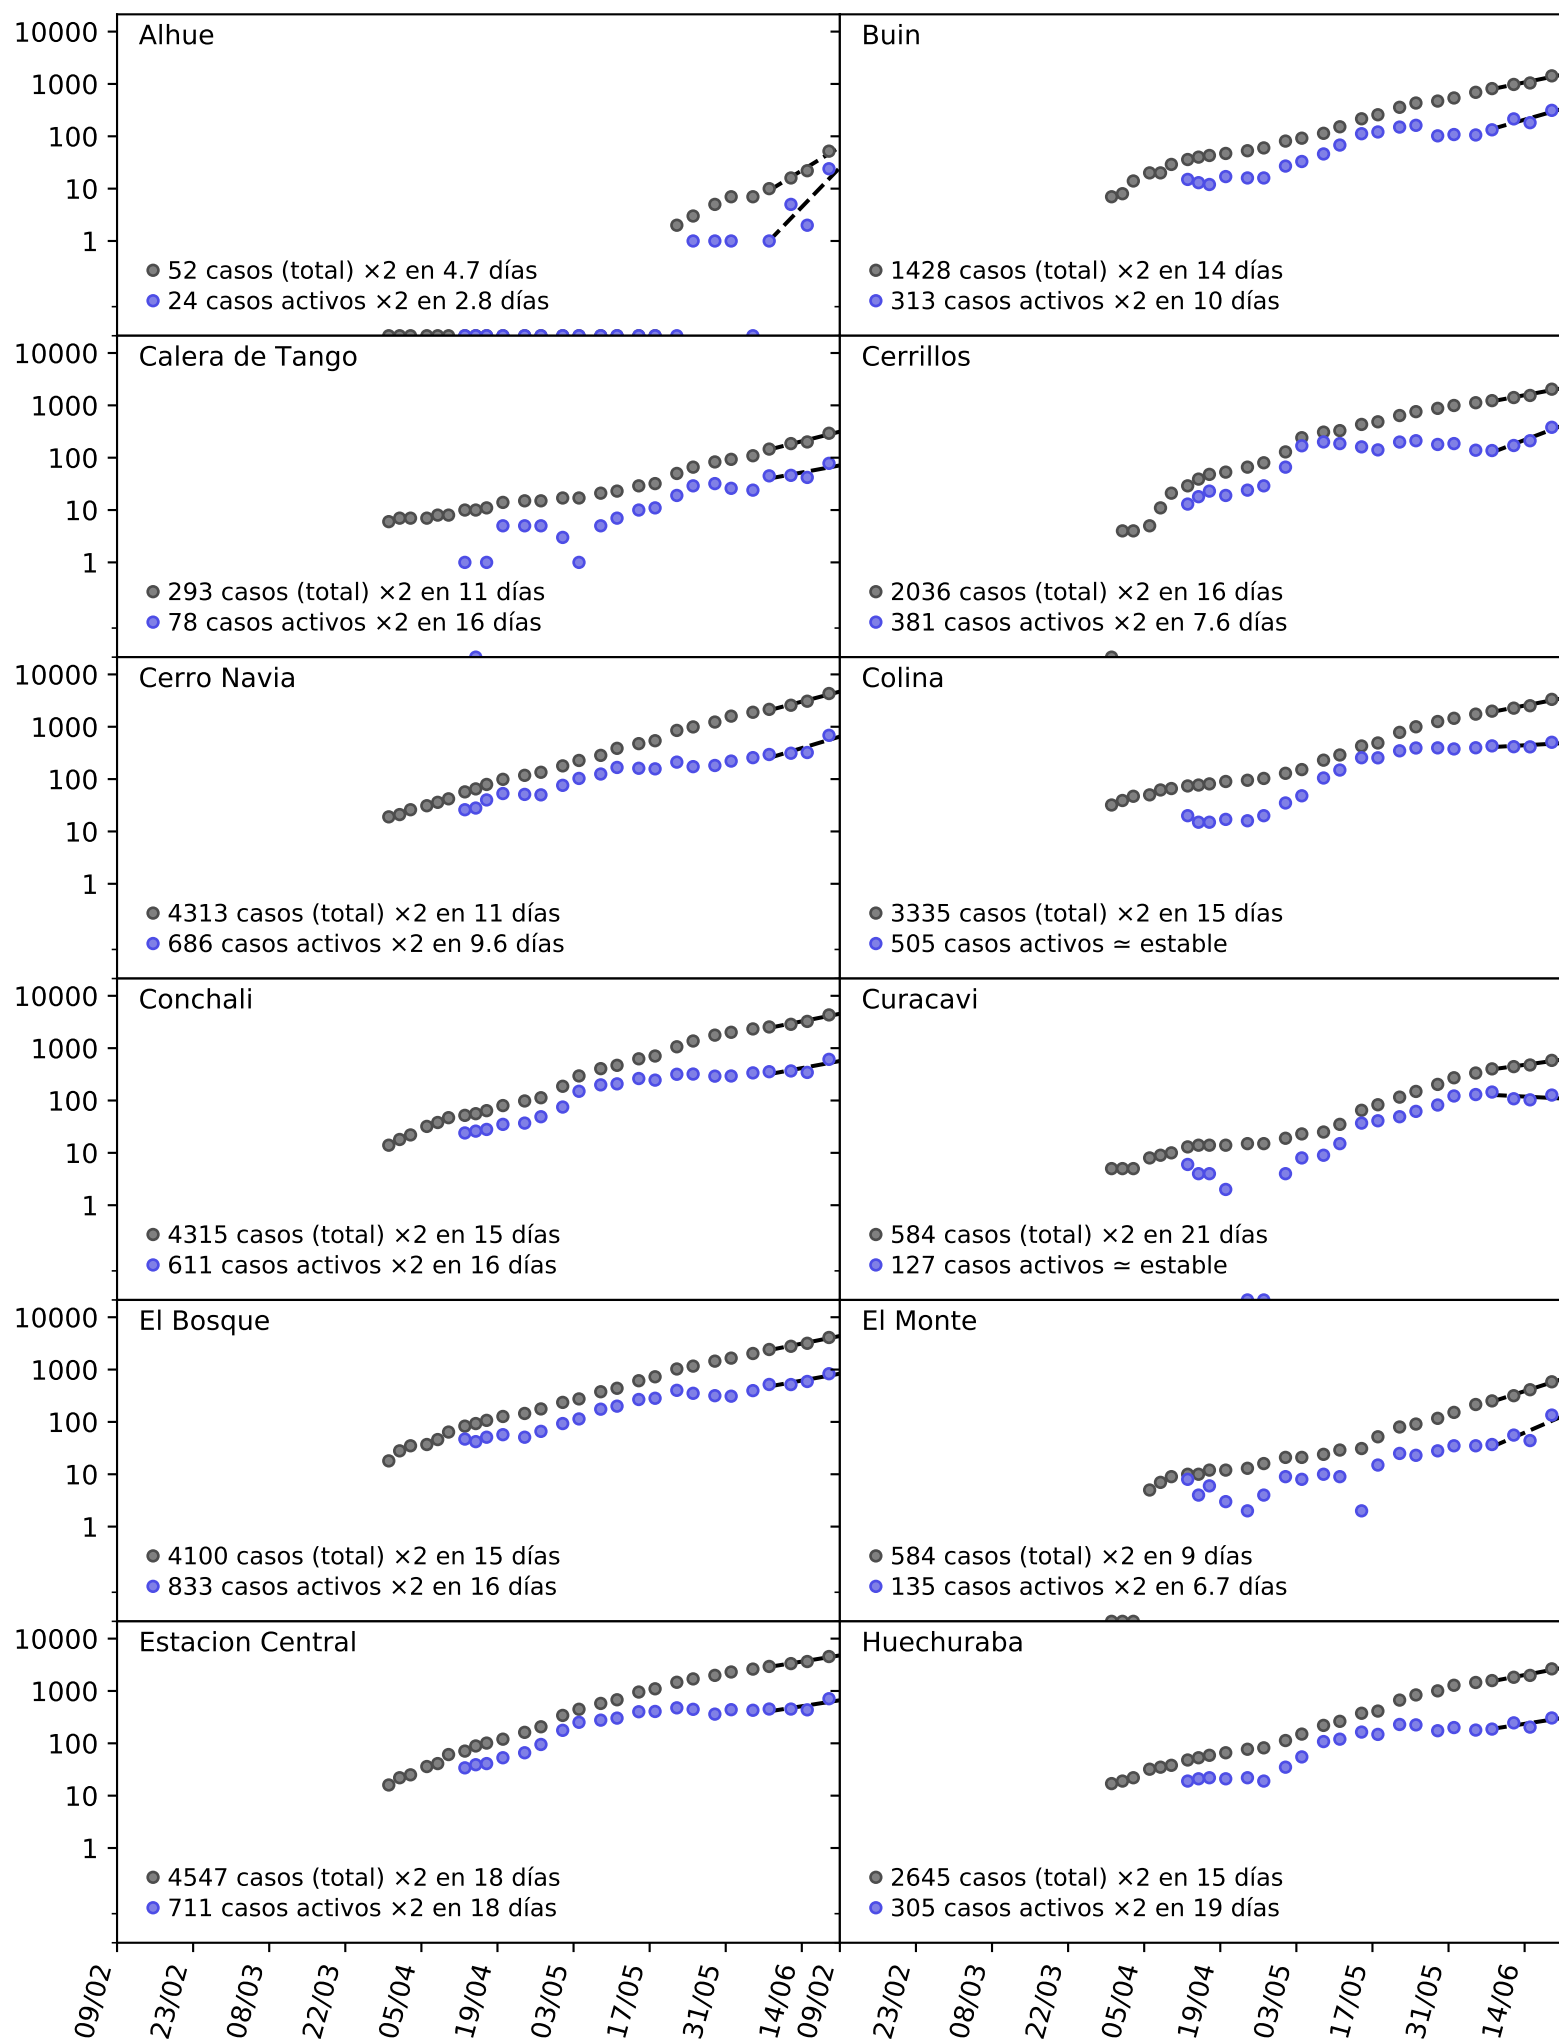 Alhue
Buin
10000
1000
100
10
1
52 casos (total) ×2 en 4.7 días
24 casos activos ×2 en 2.8 días
1428 casos (total) ×2 en 14 días
313 casos activos ×2 en 10 días
Calera de Tango
Cerrillos
10000
1000
100
10
1
293 casos (total) ×2 en 11 días
78 casos activos ×2 en 16 días
2036 casos (total) ×2 en 16 días
381 casos activos ×2 en 7.6 días
Cerro Navia
Colina
10000
1000
100
10
1
4313 casos (total) ×2 en 11 días
686 casos activos ×2 en 9.6 días
3335 casos (total) ×2 en 15 días
505 casos activos ≃ estable
Conchali
Curacavi
10000
1000
100
10
1
4315 casos (total) ×2 en 15 días
611 casos activos ×2 en 16 días
584 casos (total) ×2 en 21 días
127 casos activos ≃ estable
El Bosque
El Monte
10000
1000
100
10
1
4100 casos (total) ×2 en 15 días
833 casos activos ×2 en 16 días
584 casos (total) ×2 en 9 días
135 casos activos ×2 en 6.7 días
Estacion Central
Huechuraba
10000
1000
100
10
1
4547 casos (total) ×2 en 18 días
711 casos activos ×2 en 18 días
2645 casos (total) ×2 en 15 días
305 casos activos ×2 en 19 días
09/02 23/02 08/03 22/03 05/04 19/04 03/05 17/05 31/05 14/06
09/02 23/02 08/03 22/03 05/04 19/04 03/05 17/05 31/05 14/06